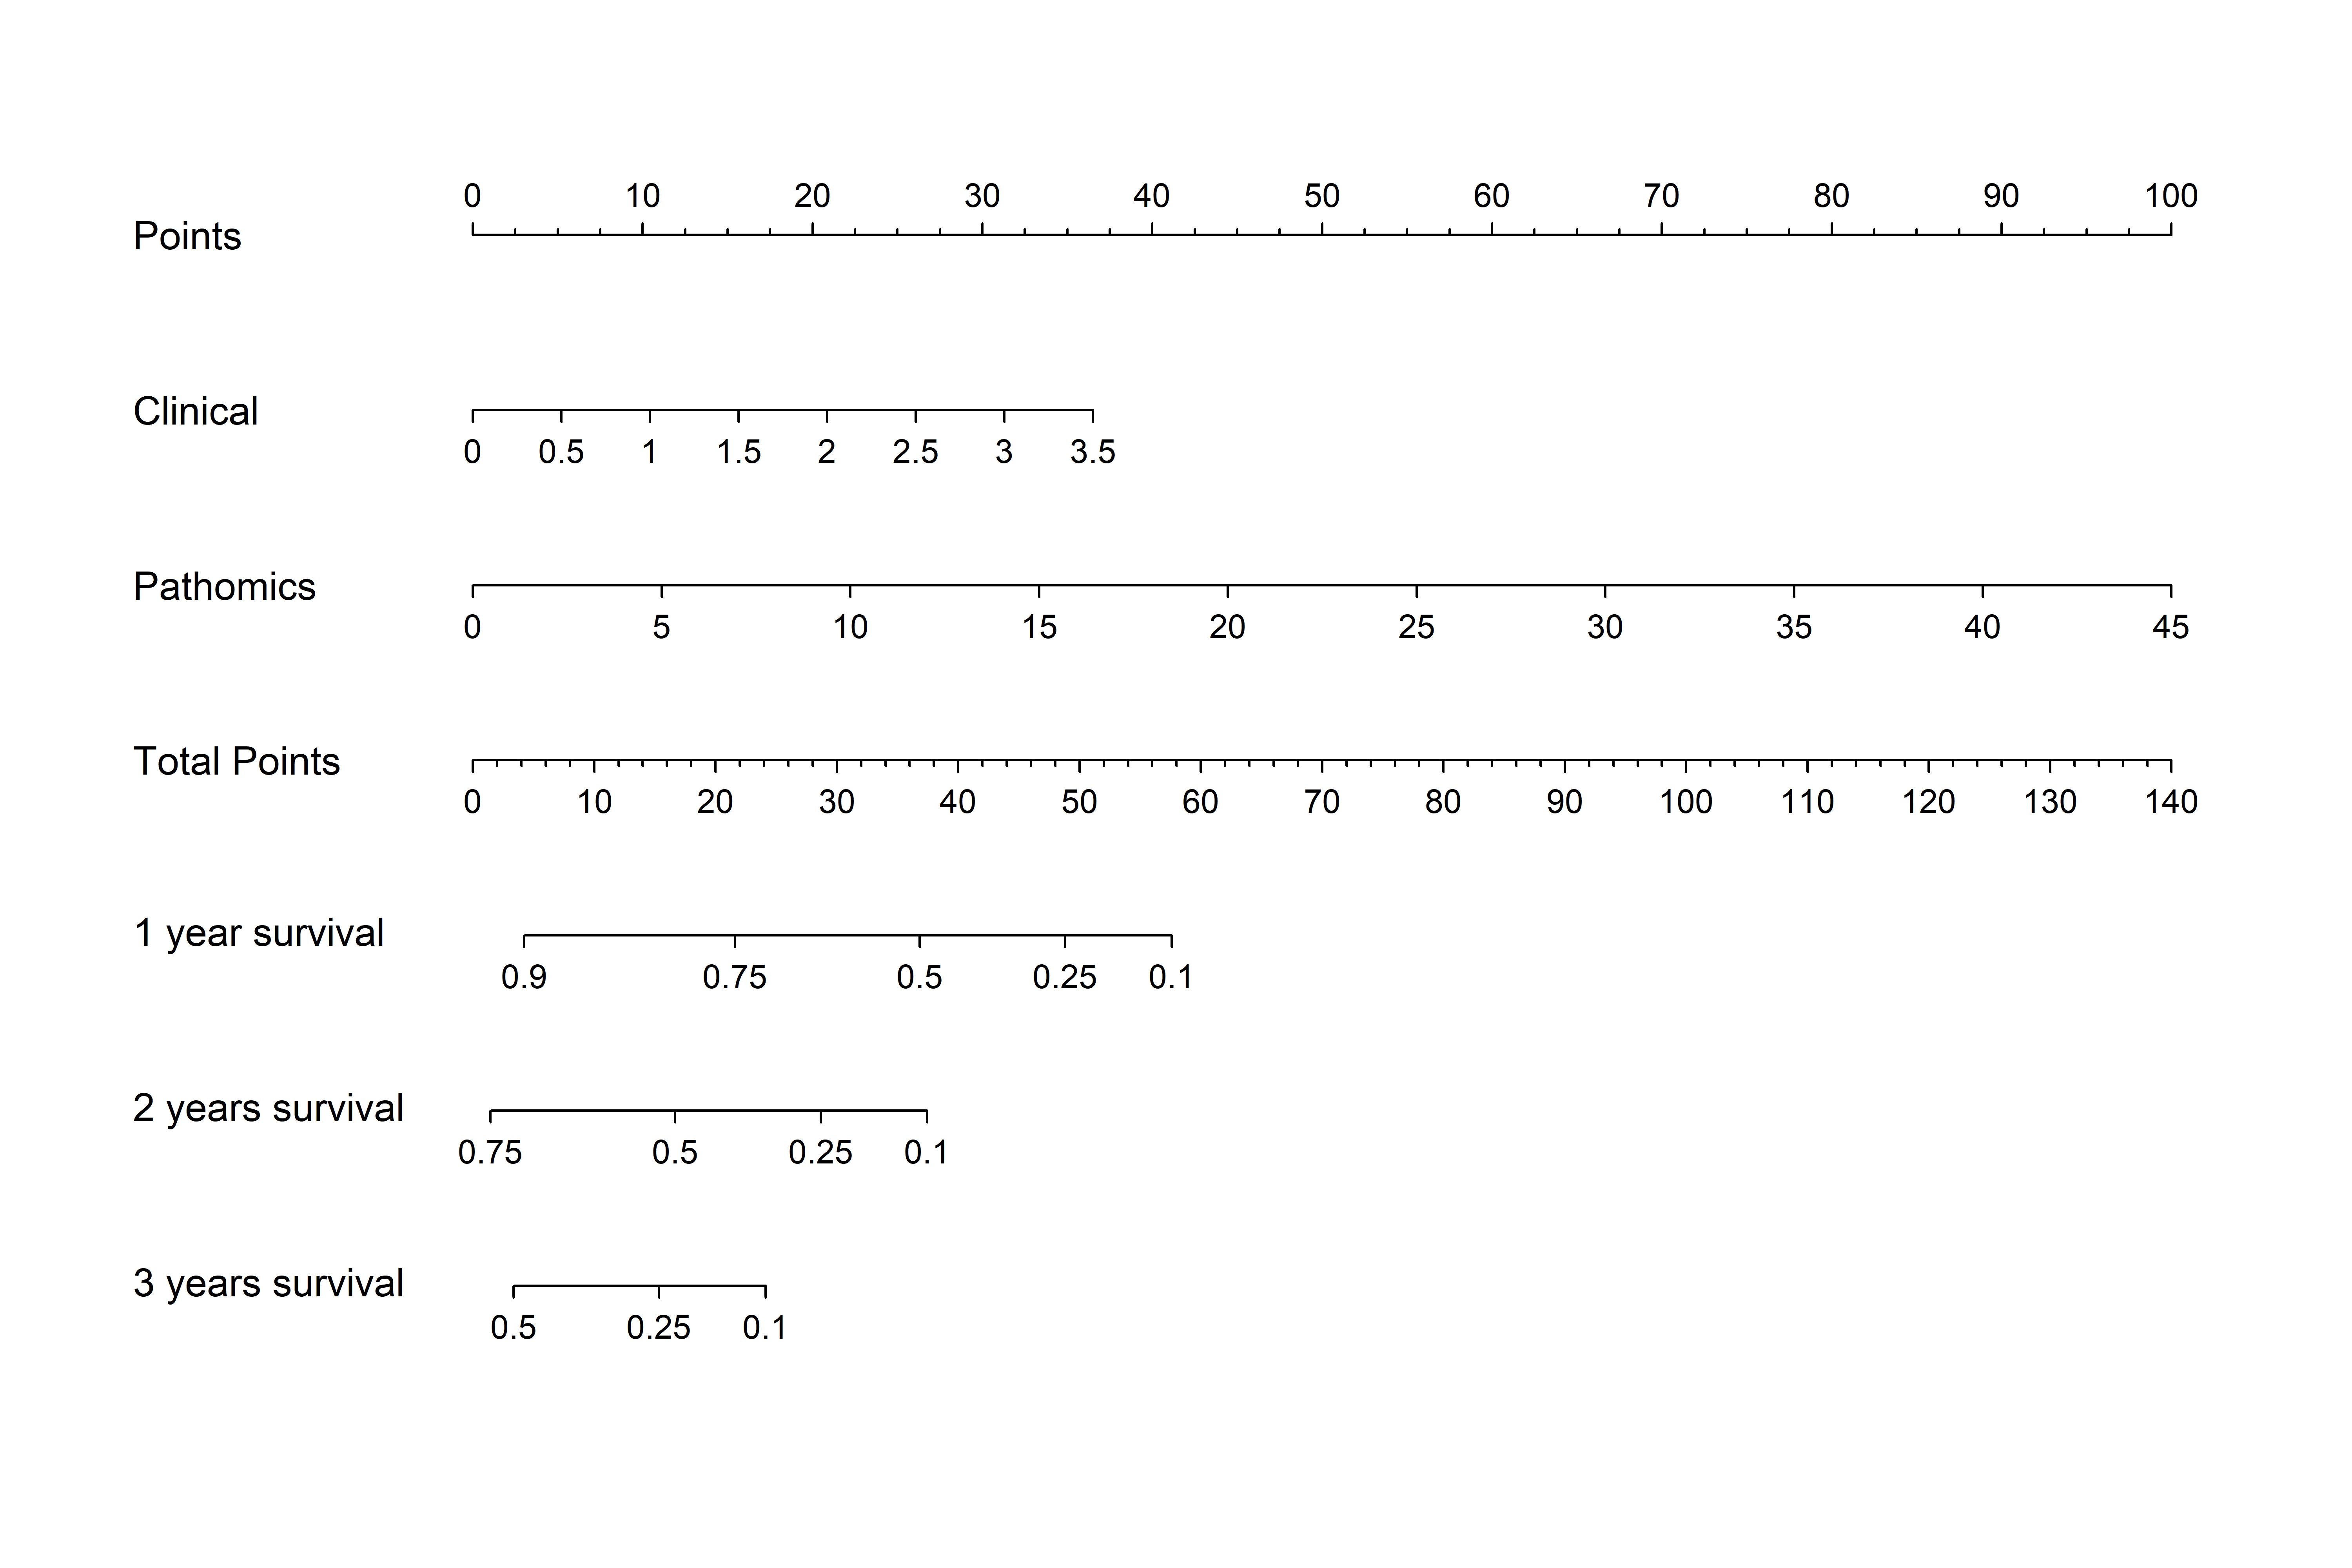 0 10 20 30 40 50 60 70 80 90 100
Points
Clinical
0 0.5 1 1.5 2 2.5 3 3.5
Pathomics
0 5 10 15 20 25 30 35 40 45
Total Points
0 10 20 30 40 50 60 70 80 90 100 110 120 130 140
1 year survival
0.9 0.75 0.5 0.25 0.1
2 years survival
0.75 0.5 0.25 0.1
3 years survival
0.5 0.25 0.1